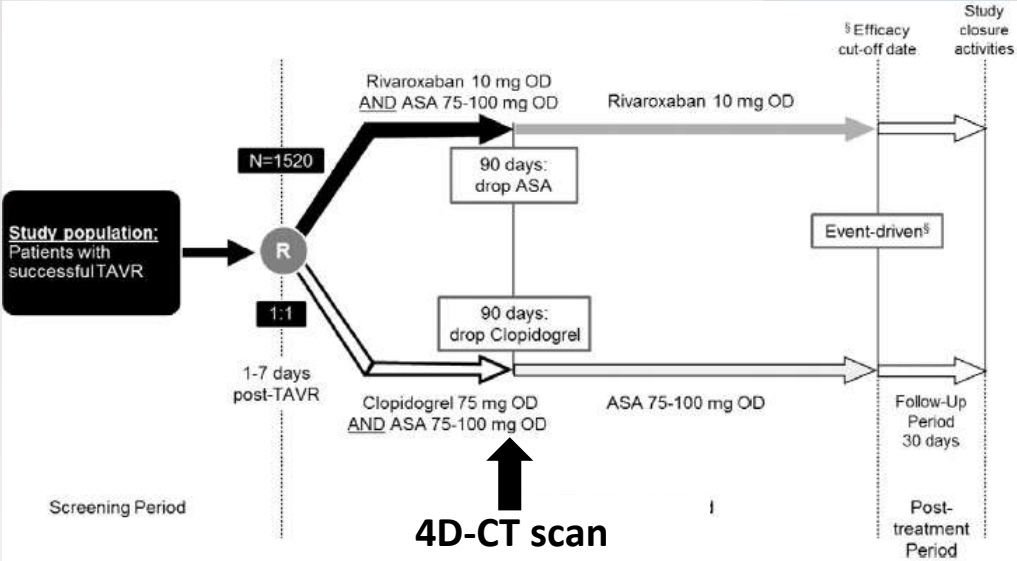 Study
closure
activities
§ Efficacy
cut-off date
Rivaroxaban 10 mg OD
AND ASA 75-100 mg OD
Rivaroxaban 10 mg OD
N=1520
90 days:
drop ASA
Study population:
Patients with
successful TAVR
R
Event-driven§
1:1
90 days:
drop Clopidogrel
1-7 days
post-TAVR
Clopidogrel 75 mg OD
AND ASA 75-100 mg OD
ASA 75-100 mg OD
Follow-Up
Period
30 days
Screening Period
4D-CT scan
Post-
treatment
Period